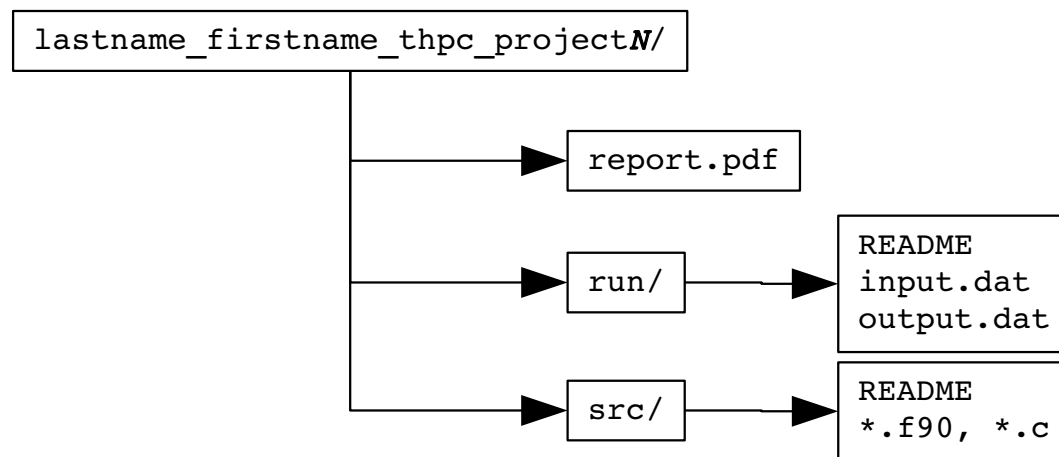 lastname_firstname_thpc_projectN/
report.pdf
run/
README
input.dat
output.dat
src/
README
*.f90, *.c